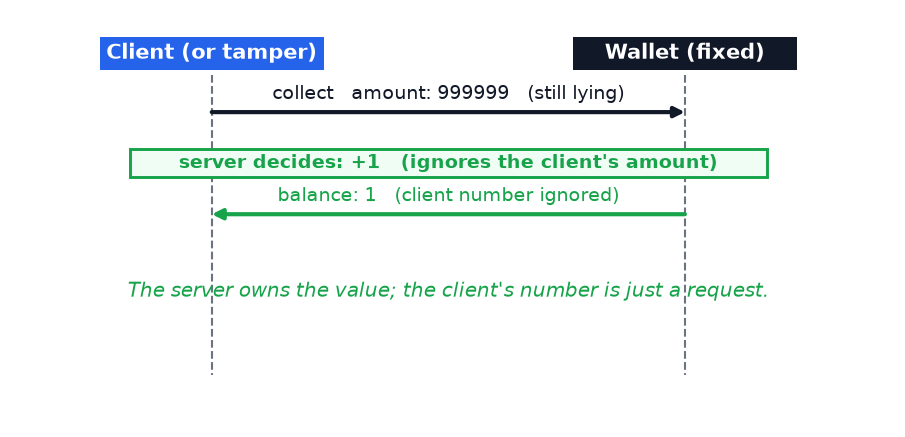 Client (or tamper)
Wallet (fixed)
collect amount: 999999 (still lying)
server decides: +1 (ignores the client's amount)
balance: 1 (client number ignored)
The server owns the value; the client's number is just a request.